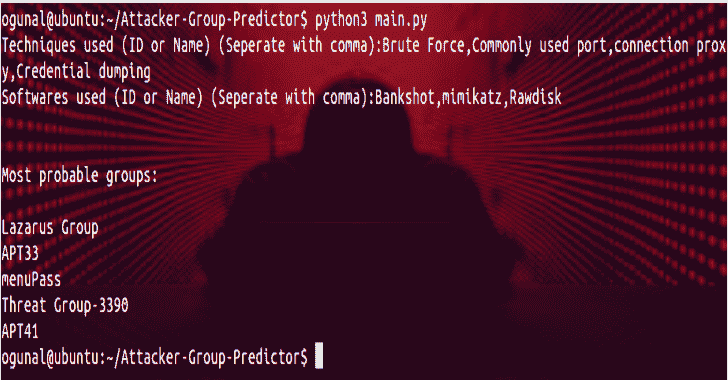 ogunal@ubuntu:~/Attacker-Group-Predictor$ python3 main.py
Techniques used (ID or Name) (Seperate with comma):Brute Force,Commonly used port,connection prox
y,Credential dumping
Softwares used (ID or Name) (Seperate with comma):Bankshot,mimikatz,Rawdisk
Most probable groups:
Lazarus Group
APT33
menuPass
Threat Group-3390
APT41
ogunal@ubuntu:~/Attacker-Group-Predictor$